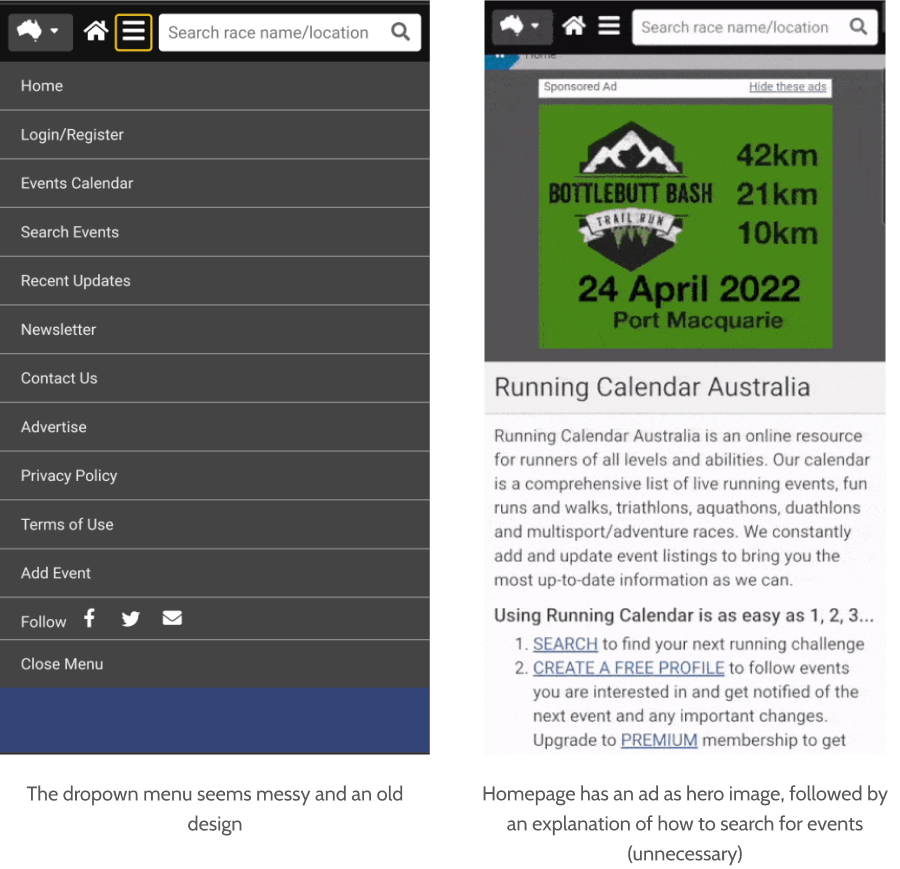 Search race name/location
Home
Login/Register
Events Calendar
Search Events
Recent Updates
Newsletter
Contact Us
Advertise
Privacy Policy
Terms of Use
Add Event
Follow
Close Menu
The dropown menu seems messy and an old
design
Search race name/location
Home
Sponsored Ad Hide these ads
BOTTLEBUTT BASH
TRAIL RUN
42km
21km
10km
24 April 2022
Port Macquarie
Running Calendar Australia
Running Calendar Australia is an online resource
for runners of all levels and abilities. Our calendar
is a comprehensive list of live running events, fun
runs and walks, triathlons, aquathons, duathlons
and multisport/adventure races. We constantly
add and update event listings to bring you the
most up-to-date information as we can.
Using Running Calendar is as easy as 1, 2, 3...
1. SEARCH to find your next running challenge
2. CREATE A FREE PROFILE to follow events
you are interested in and get notified of the
next event and any important changes.
Upgrade to PREMIUM membership to get
Homepage has an ad as hero image, followed by
an explanation of how to search for events
(unnecessary)